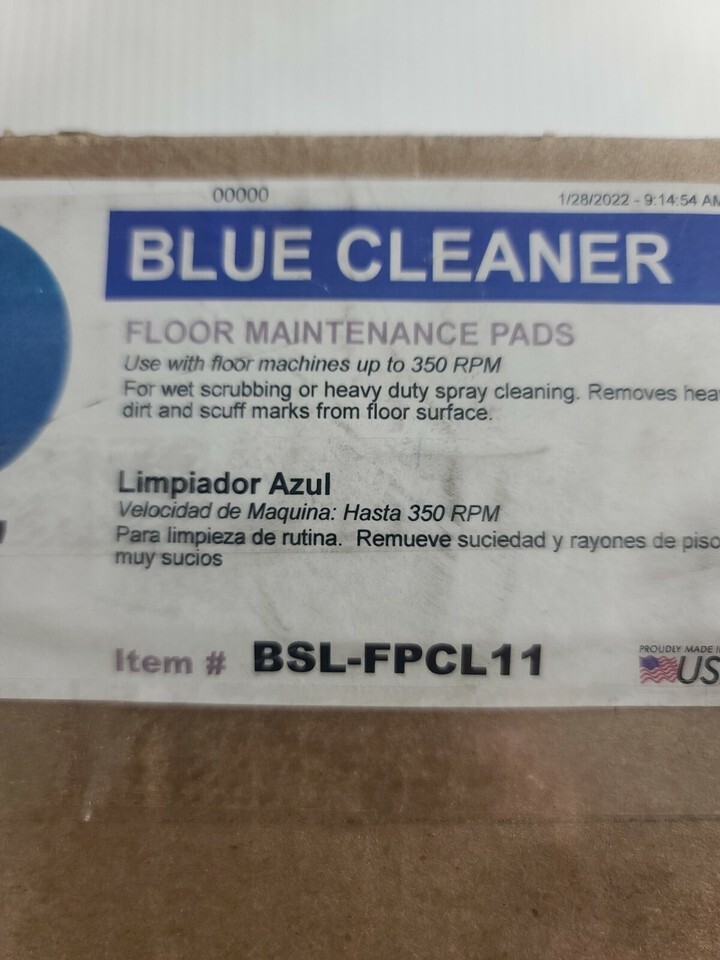 00000
1/28/2022 - 9:14:54 AM
BLUE CLEANER
FLOOR MAINTENANCE PADS
Use with floor machines up to 350 RPM
For wet scrubbing or heavy duty spray cleaning. Removes
dirt and scuff marks from floor surface.
Limpiador Azul
Velocidad de Maquina: Hasta 350 RPM
Para limpieza de rutina. Remueve suciedad y rayones de
muy sucios
Item # BSL-FPCL11
PROUDLY MADE
US